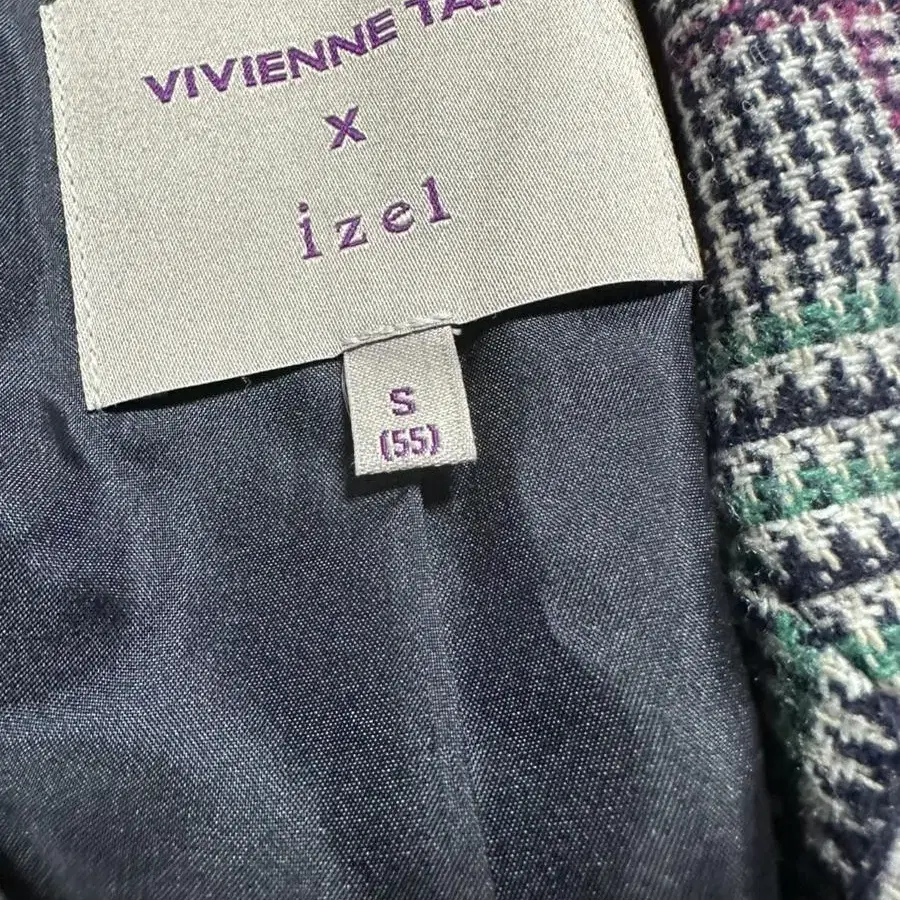 VIVIENNE
x
izel
S
(55)